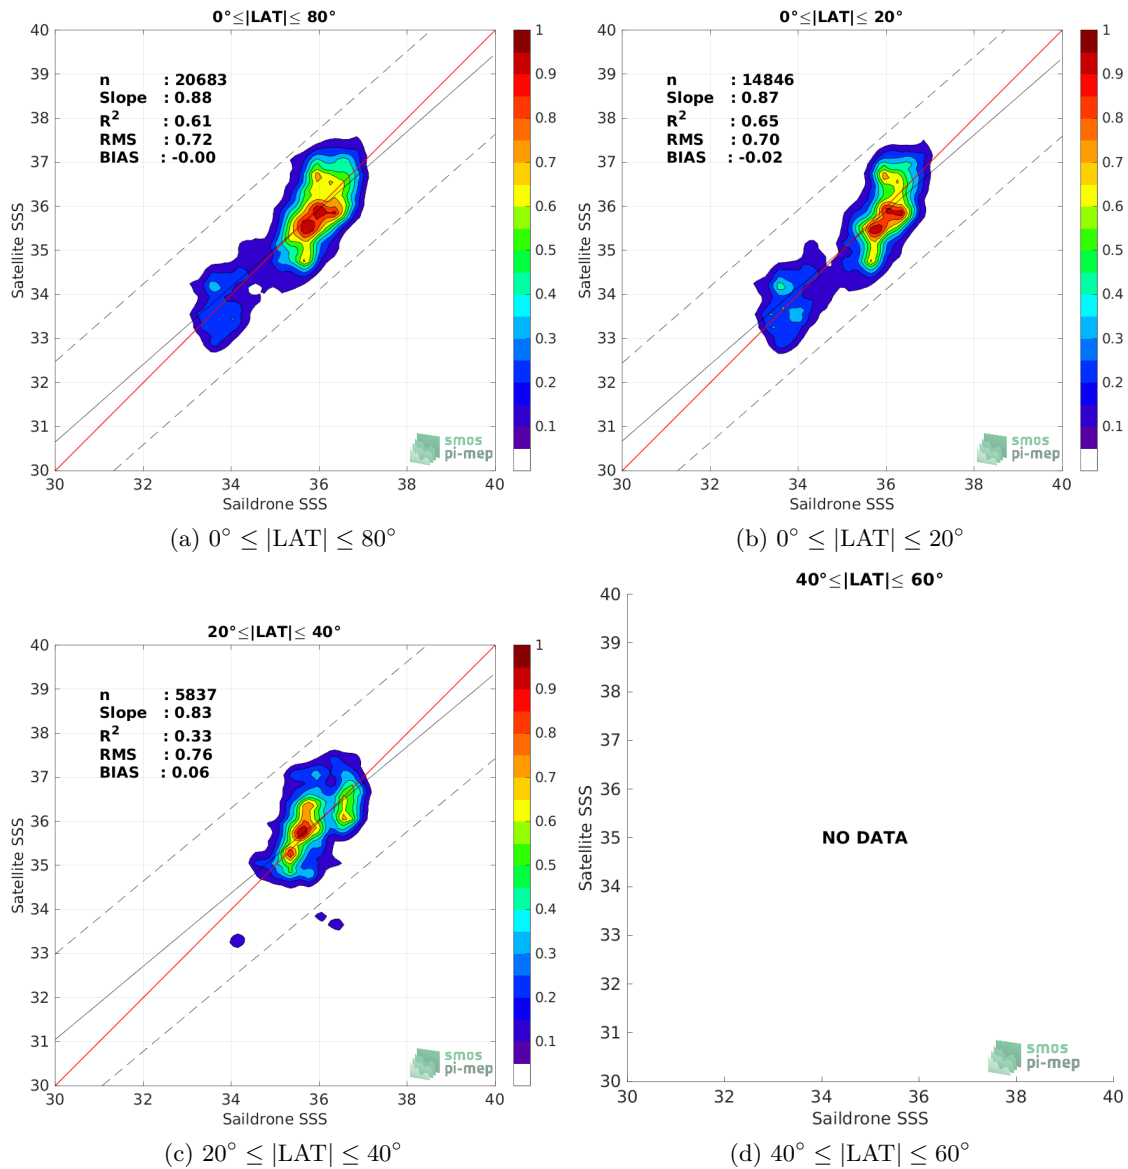 0°≤|LAT|≤ 80°
40
39
38
37
36
35
34
33
32
31
30
Satellite SSS
n : 20683
Slope : 0.88
R² : 0.61
RMS : 0.72
BIAS : -0.00
smos
pi-mep
30 32 34 36 38 40
Saildrone SSS
1
0.9
0.8
0.7
0.6
0.5
0.4
0.3
0.2
0.1
(a) 0° ≤ |LAT| ≤ 80°
0°≤|LAT|≤ 20°
40
39
38
37
36
35
34
33
32
31
30
Satellite SSS
n : 14846
Slope : 0.87
R² : 0.65
RMS : 0.70
BIAS : -0.02
smos
pi-mep
30 32 34 36 38 40
Saildrone SSS
1
0.9
0.8
0.7
0.6
0.5
0.4
0.3
0.2
0.1
(b) 0° ≤ |LAT| ≤ 20°
20°≤|LAT|≤ 40°
40
39
38
37
36
35
34
33
32
31
30
Satellite SSS
n : 5837
Slope : 0.83
R² : 0.33
RMS : 0.76
BIAS : 0.06
smos
pi-mep
30 32 34 36 38 40
Saildrone SSS
1
0.9
0.8
0.7
0.6
0.5
0.4
0.3
0.2
0.1
(c) 20° ≤ |LAT| ≤ 40°
40°≤|LAT|≤ 60°
40
39
38
37
36
35
34
33
32
31
30
Satellite SSS
NO DATA
smos
pi-mep
30 32 34 36 38 40
Saildrone SSS
(d) 40° ≤ |LAT| ≤ 60°